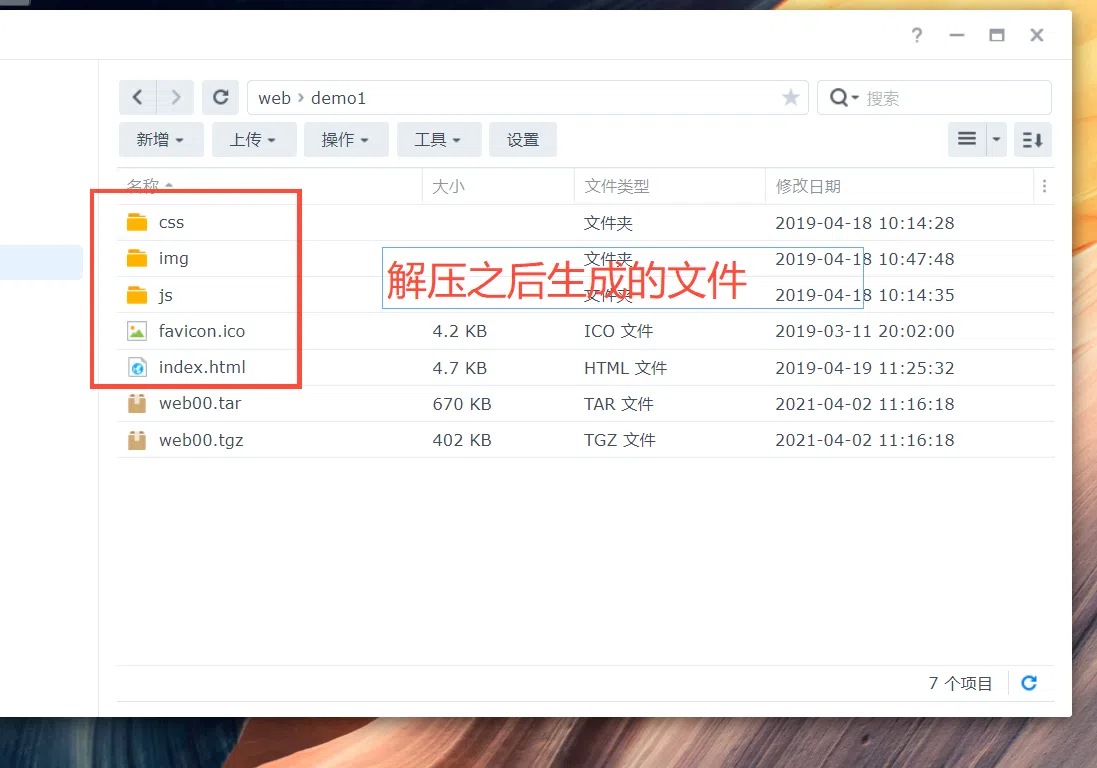 web › demo1
搜索
新增 上传 操作 工具 设置
名称 大小 文件类型 修改日期
css 文件夹 2019-04-18 10:14:28
img 文件夹 2019-04-18 10:47:48
解压之后生成的文件
js 文件夹 2019-04-18 10:14:35
favicon.ico 4.2 KB ICO 文件 2019-03-11 20:02:00
index.html 4.7 KB HTML 文件 2019-04-19 11:25:32
web00.tar 670 KB TAR 文件 2021-04-02 11:16:18
web00.tgz 402 KB TGZ 文件 2021-04-02 11:16:18
7 个项目